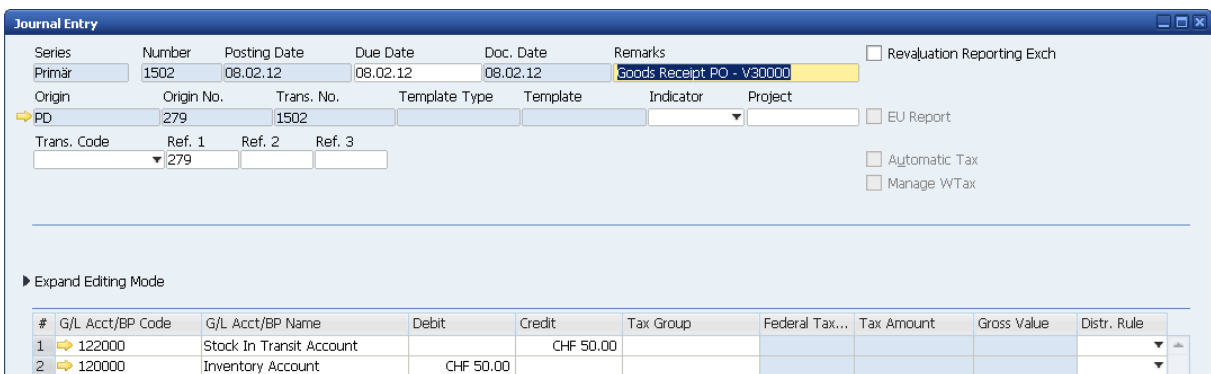 Journal Entry
Series Number Posting Date Due Date Doc. Date Remarks Revaluation Reporting Exch
Primär 1502 08.02.12 08.02.12 08.02.12 Goods Receipt PO - V30000
Origin Origin No. Trans. No. Template Type Template Indicator Project
PD 279 1502 EU Report
Trans. Code Ref. 1 Ref. 2 Ref. 3
279 Automatic Tax
Manage WTax
Expand Editing Mode
# G/L Acct/BP Code G/L Acct/BP Name Debit Credit Tax Group Federal Tax... Tax Amount Gross Value Distr. Rule
1 122000 Stock In Transit Account CHF 50.00
2 120000 Inventory Account CHF 50.00